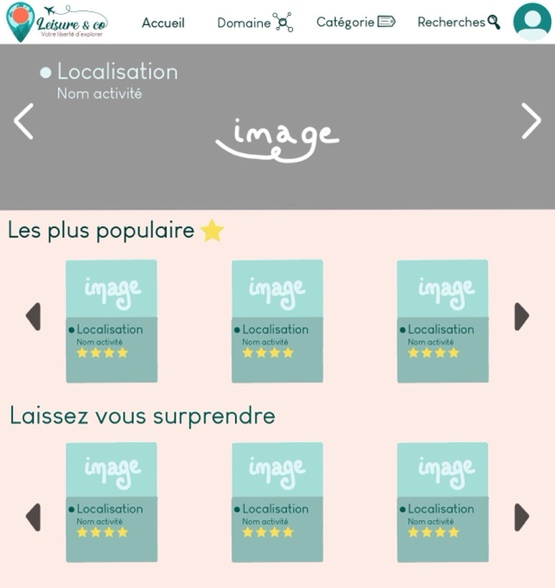 Leisure & co
Votre liberté d'explorer
Accueil Domaine Catégorie Recherches
Localisation
Nom activité
image
Les plus populaire
image image image
Localisation Localisation Localisation
Nom activité Nom activité Nom activité
Laissez vous surprendre
image image image
Localisation Localisation Localisation
Nom activité Nom activité Nom activité